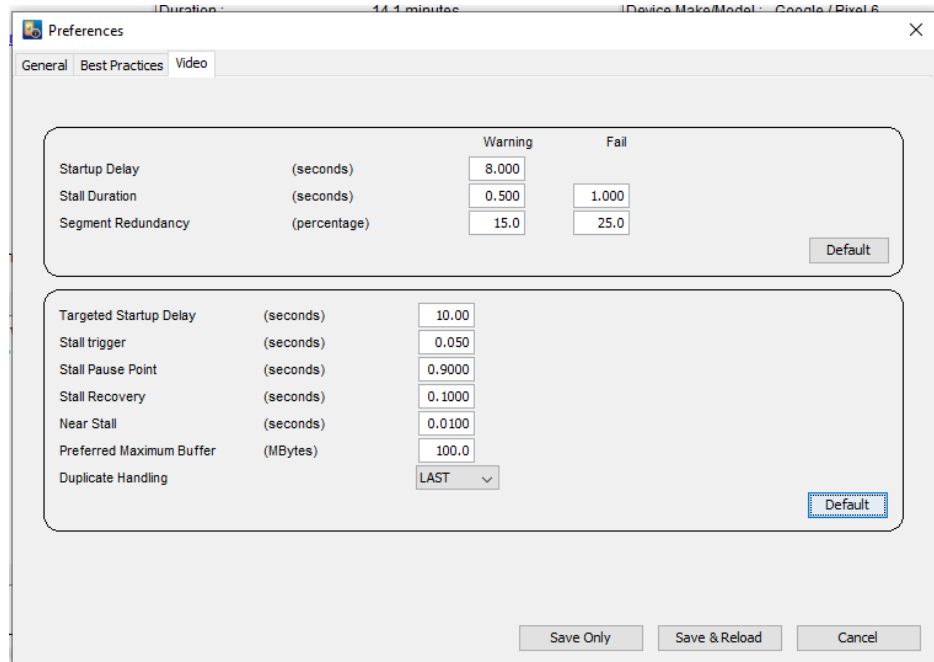 Duration : 14.1 minutes Device Make/Model : Google / Pixel 6
Preferences
General Best Practices Video
Warning Fail
Startup Delay (seconds) 8.000
Stall Duration (seconds) 0.500 1.000
Segment Redundancy (percentage) 15.0 25.0
Default
Targeted Startup Delay (seconds) 10.00
Stall trigger (seconds) 0.050
Stall Pause Point (seconds) 0.9000
Stall Recovery (seconds) 0.1000
Near Stall (seconds) 0.0100
Preferred Maximum Buffer (MBytes) 100.0
Duplicate Handling LAST
Default
Save Only Save & Reload Cancel